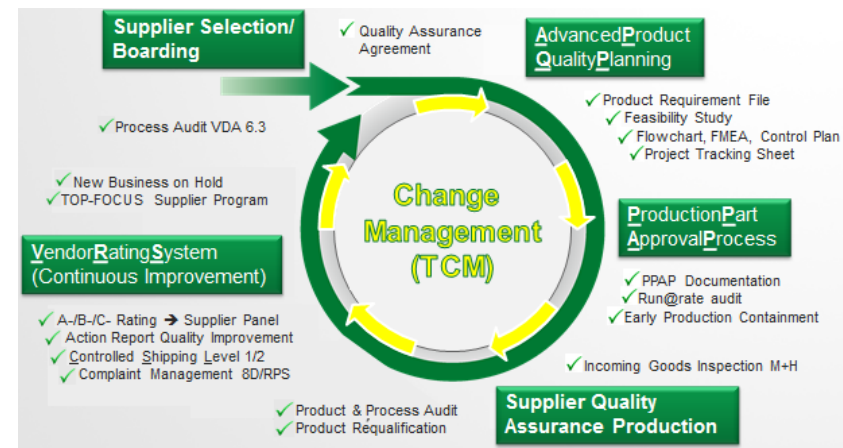 Supplier Selection/
Boarding
✓ Quality Assurance
Agreement
AdvancedProduct
QualityPlanning
✓ Product Requirement File
✓ Feasibility Study
✓ Flowchart, FMEA, Control Plan
✓ Project Tracking Sheet
✓ Process Audit VDA 6.3
✓ New Business on Hold
✓ TOP-FOCUS Supplier Program
Change
Management
(TCM)
ProductionPart
ApprovalProcess
✓ PPAP Documentation
✓ Run@rate audit
✓ Early Production Containment
VendorRatingSystem
(Continuous Improvement)
✓ A-/B-/C- Rating ➔ Supplier Panel
✓ Action Report Quality Improvement
✓ Controlled Shipping Level 1/2
✓ Complaint Management 8D/RPS
✓ Incoming Goods Inspection M+H
Supplier Quality
Assurance Production
✓ Product & Process Audit
✓ Product Réqualification